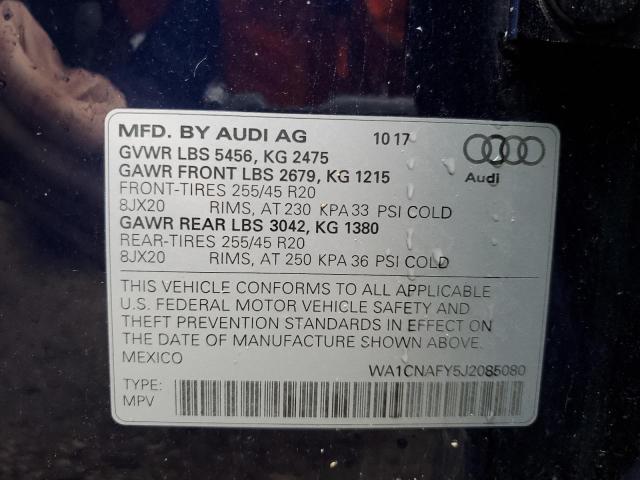 MFD. BY AUDI AG 10 17
GVWR LBS 5456, KG 2475
GAWR FRONT LBS 2679, KG 1215
Audi
FRONT-TIRES 255/45 R20
8JX20 RIMS, AT 230 KPA 33 PSI COLD
GAWR REAR LBS 3042, KG 1380
REAR-TIRES 255/45 R20
8JX20 RIMS, AT 250 KPA 36 PSI COLD
THIS VEHICLE CONFORMS TO ALL APPLICABLE
U.S. FEDERAL MOTOR VEHICLE SAFETY AND
THEFT PREVENTION STANDARDS IN EFFECT ON
THE DATE OF MANUFACTURE SHOWN ABOVE.
MEXICO
WA1CNAFY5J2085080
TYPE:
MPV